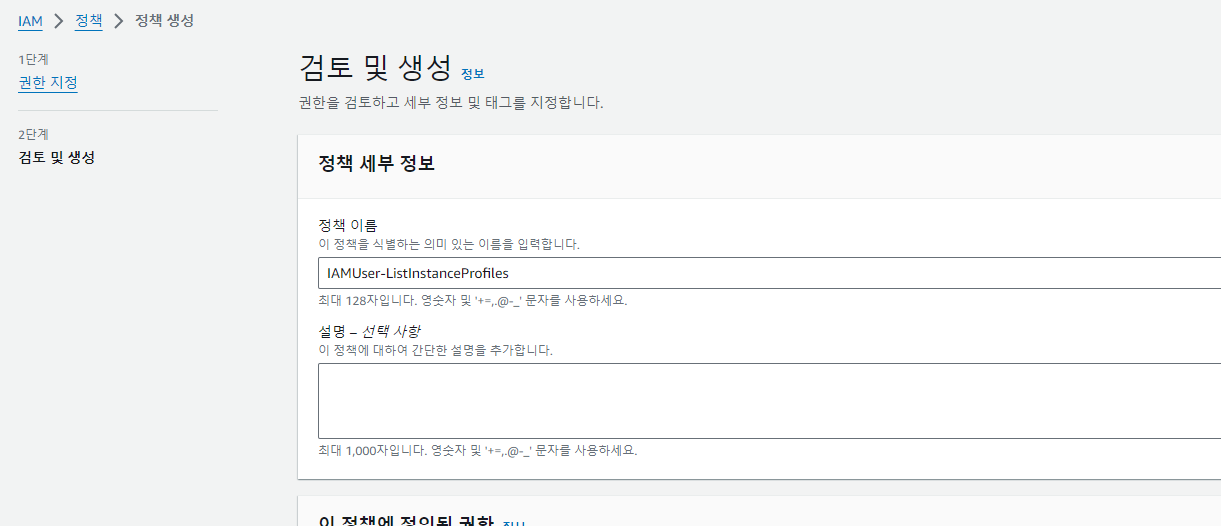 IAM > 정책 > 정책 생성
1단계
권한 지정
2단계
검토 및 생성
검토 및 생성 정보
권한을 검토하고 세부 정보 및 태그를 지정합니다.
정책 세부 정보
정책 이름
이 정책을 식별하는 의미 있는 이름을 입력합니다.
IAMUser-ListInstanceProfiles
최대 128자입니다. 영숫자 및 '+=,.@-_' 문자를 사용하세요.
설명 – 선택 사항
이 정책에 대하여 간단한 설명을 추가합니다.
최대 1,000자입니다. 영숫자 및 '+=,.@-_' 문자를 사용하세요.
이 정책에 정의된 권한 정보